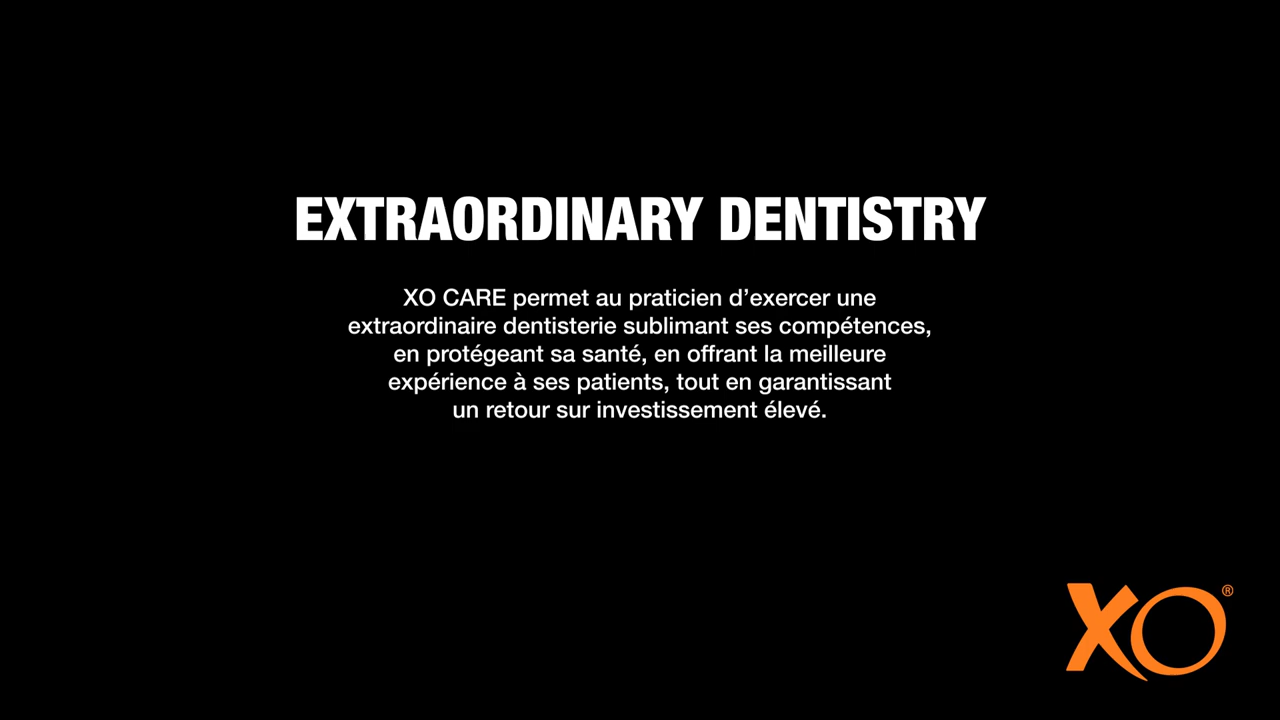 EXTRAORDINARY DENTISTRY
XO CARE permet au praticien d’exercer une
extraordinaire dentisterie sublimant ses compétences,
en protégeant sa santé, en offrant la meilleure
expérience à ses patients, tout en garantissant
un retour sur investissement élevé.
XO®